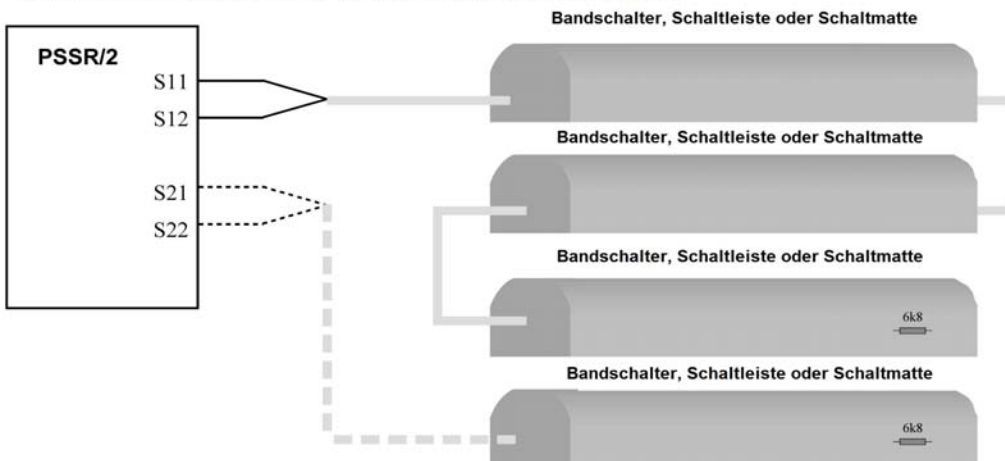 Bandschalter, Schaltleiste oder Schaltmatte
PSSR/2
S11
S12
Bandschalter, Schaltleiste oder Schaltmatte
S21
S22
Bandschalter, Schaltleiste oder Schaltmatte
6k8
Bandschalter, Schaltleiste oder Schaltmatte
6k8